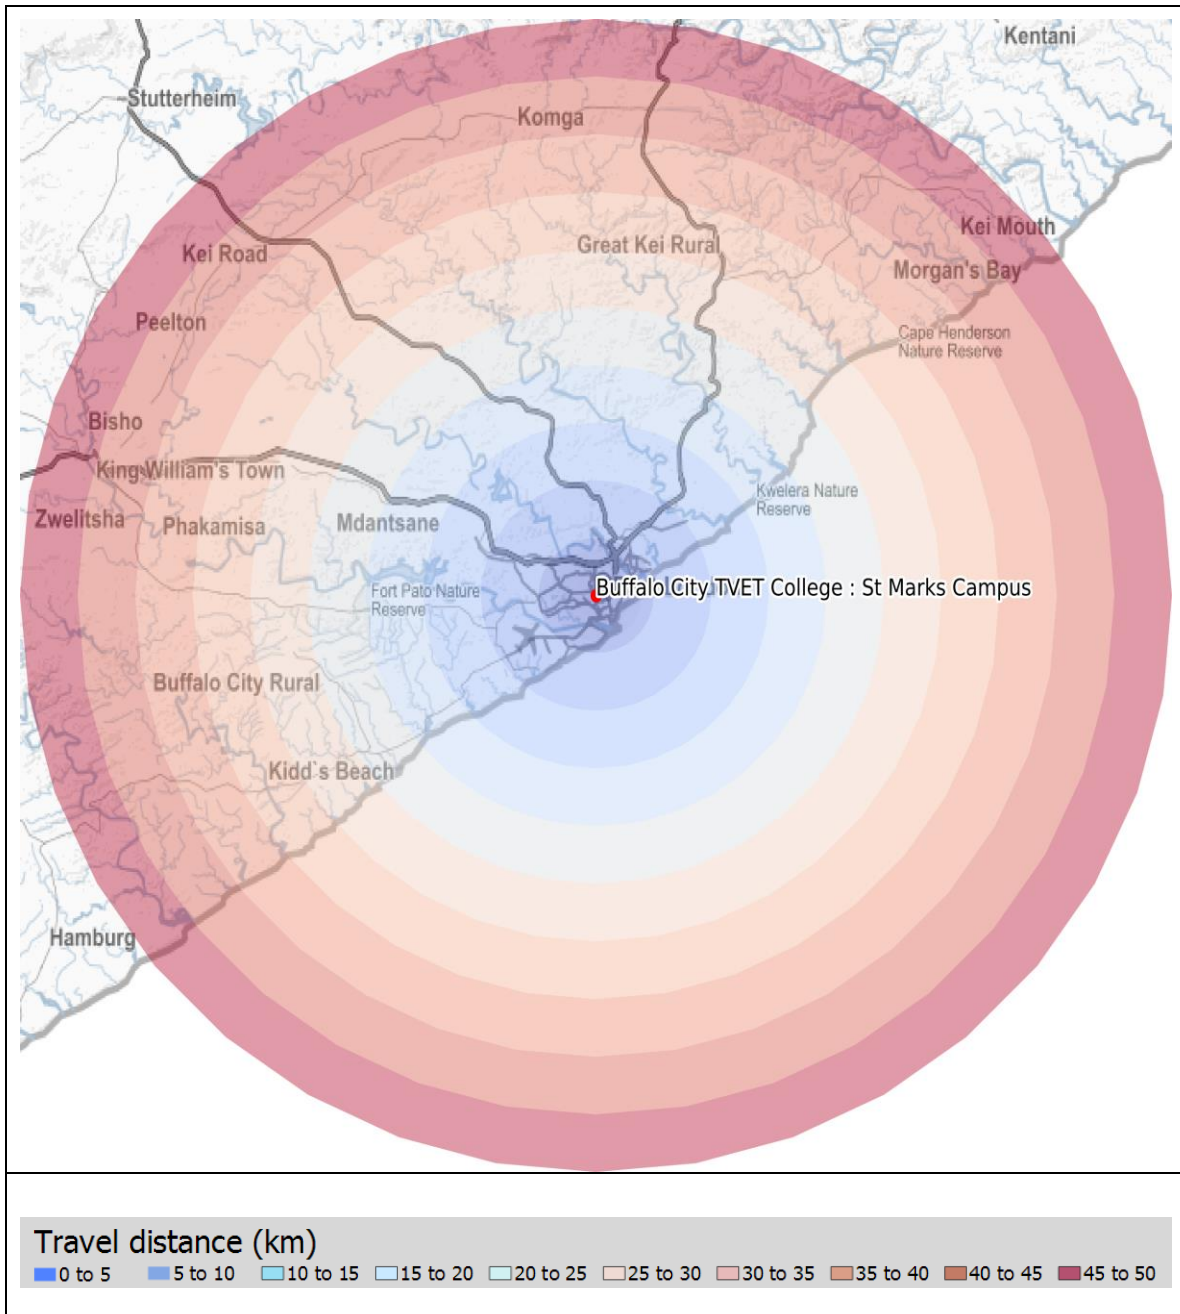 Kentani
Stutterheim
Komga
Kei Mouth
Great Kei Rural
Kei Road
Morgan's Bay
Peelton
Cape Henderson
Nature Reserve
Bisho
King William's Town
Kwelera Nature
Reserve
Zwelitsha
Phakamisa
Mdantsane
Buffalo City TVET College : St Marks Campus
Fort Pato Nature
Reserve
Buffalo City Rural
Kidd`s Beach
Hamburg
Travel distance (km)
0 to 5 5 to 10 10 to 15 15 to 20 20 to 25 25 to 30 30 to 35 35 to 40 40 to 45 45 to 50